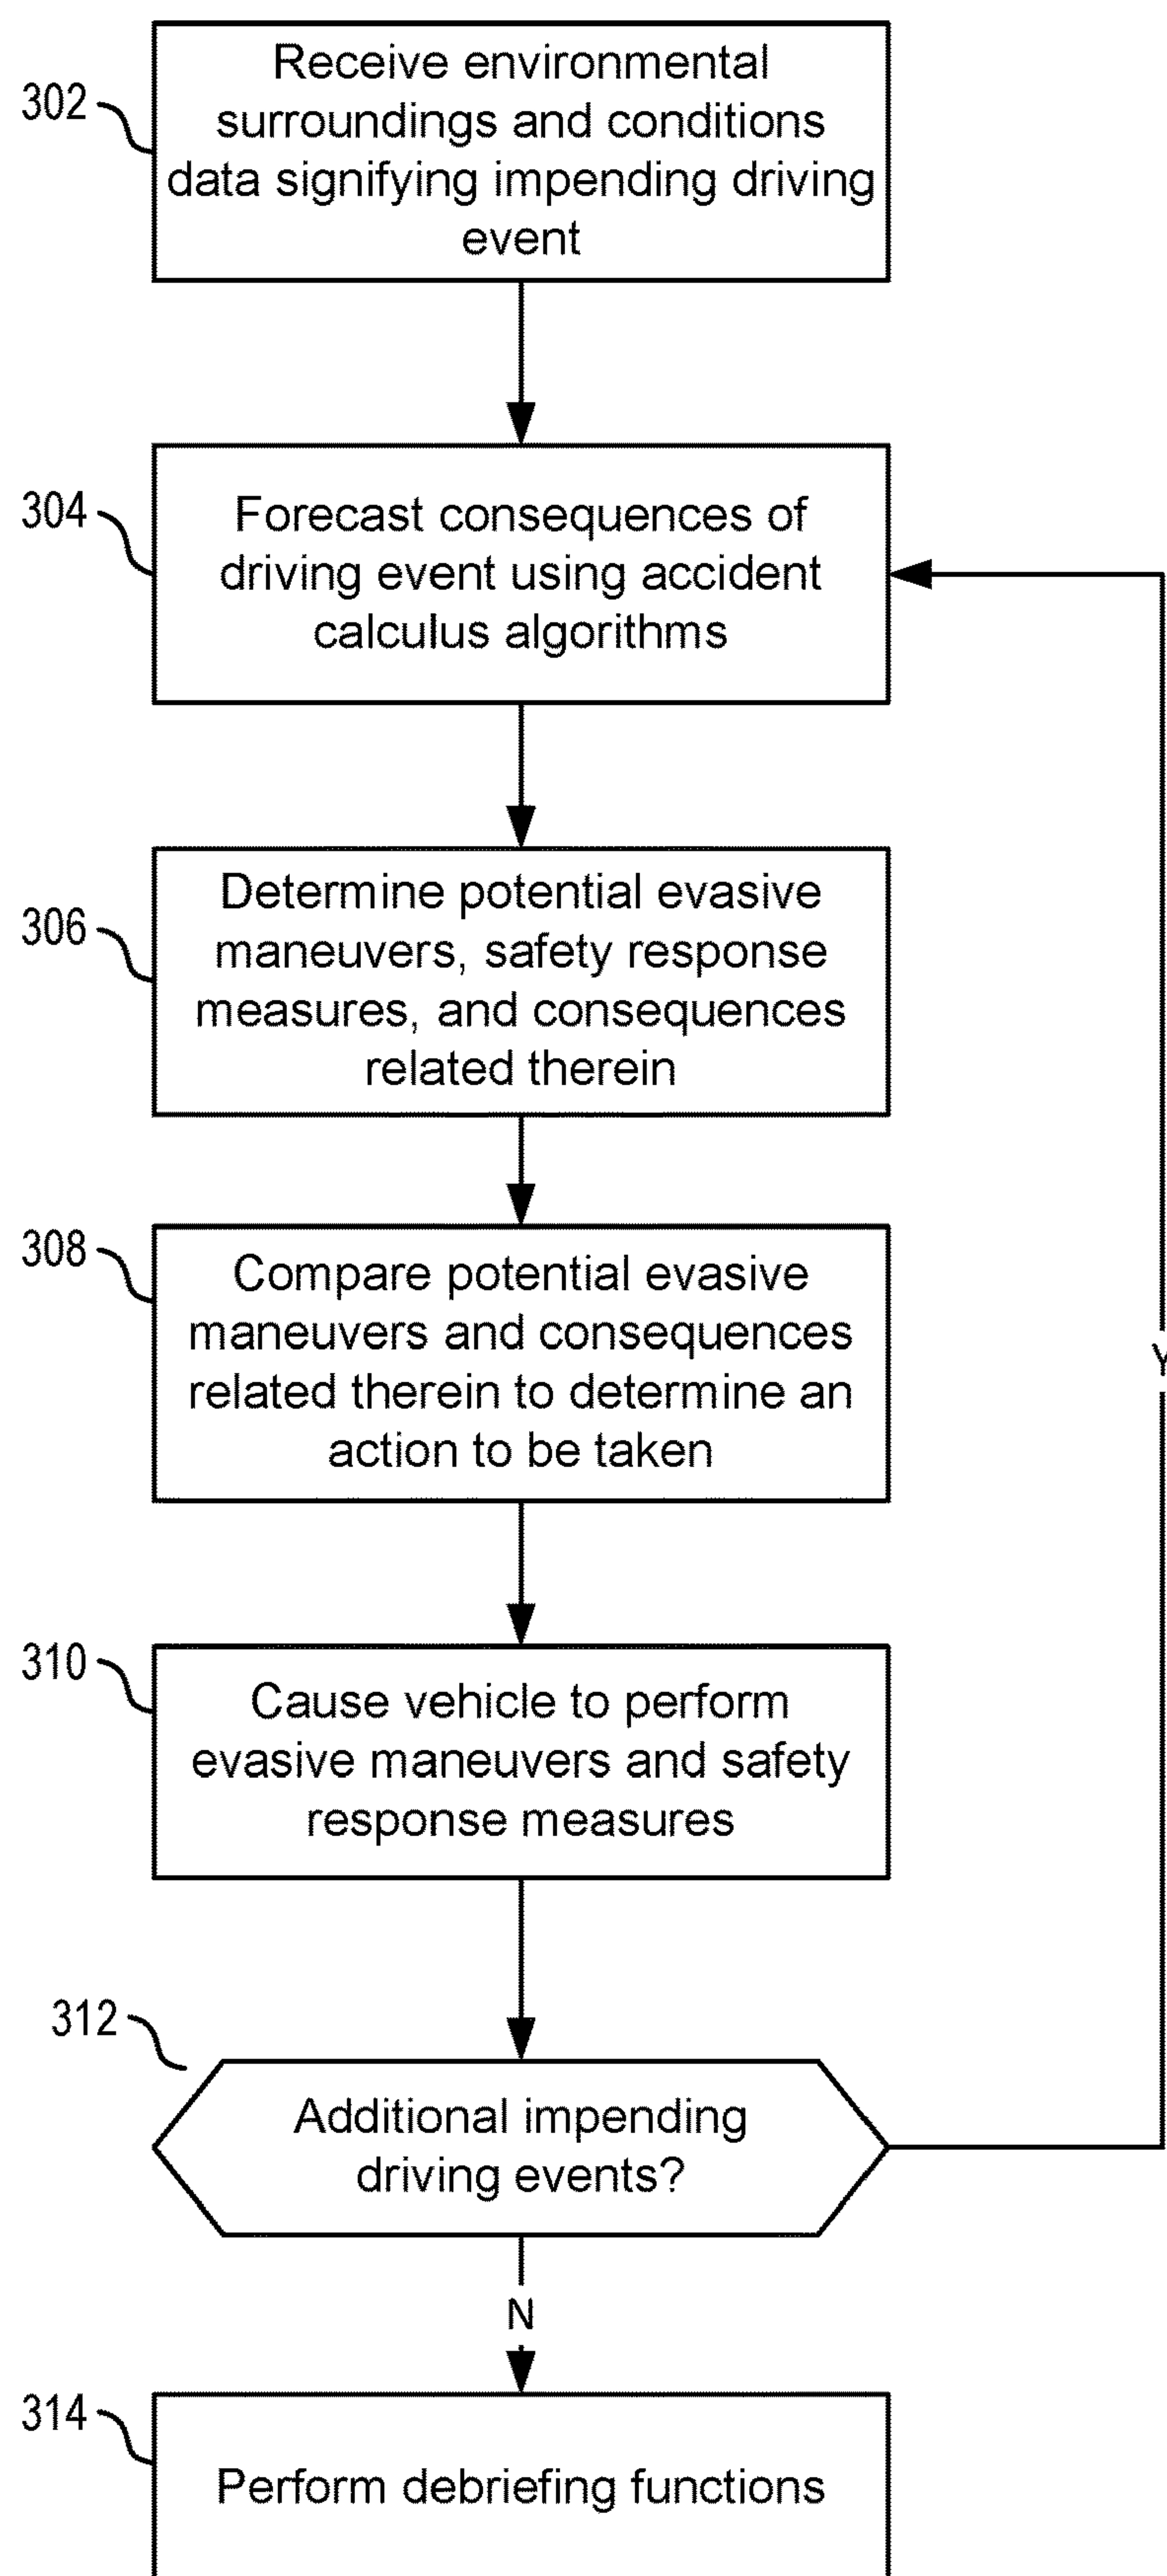 302
Receive environmental
surroundings and conditions
data signifying impending driving
event
304
Forecast consequences of
driving event using accident
calculus algorithms
306
Determine potential evasive
maneuvers, safety response
measures, and consequences
related therein
308
Compare potential evasive
maneuvers and consequences
related therein to determine an
action to be taken
Y
310
Cause vehicle to perform
evasive maneuvers and safety
response measures
312
Additional impending
driving events?
N
314
Perform debriefing functions